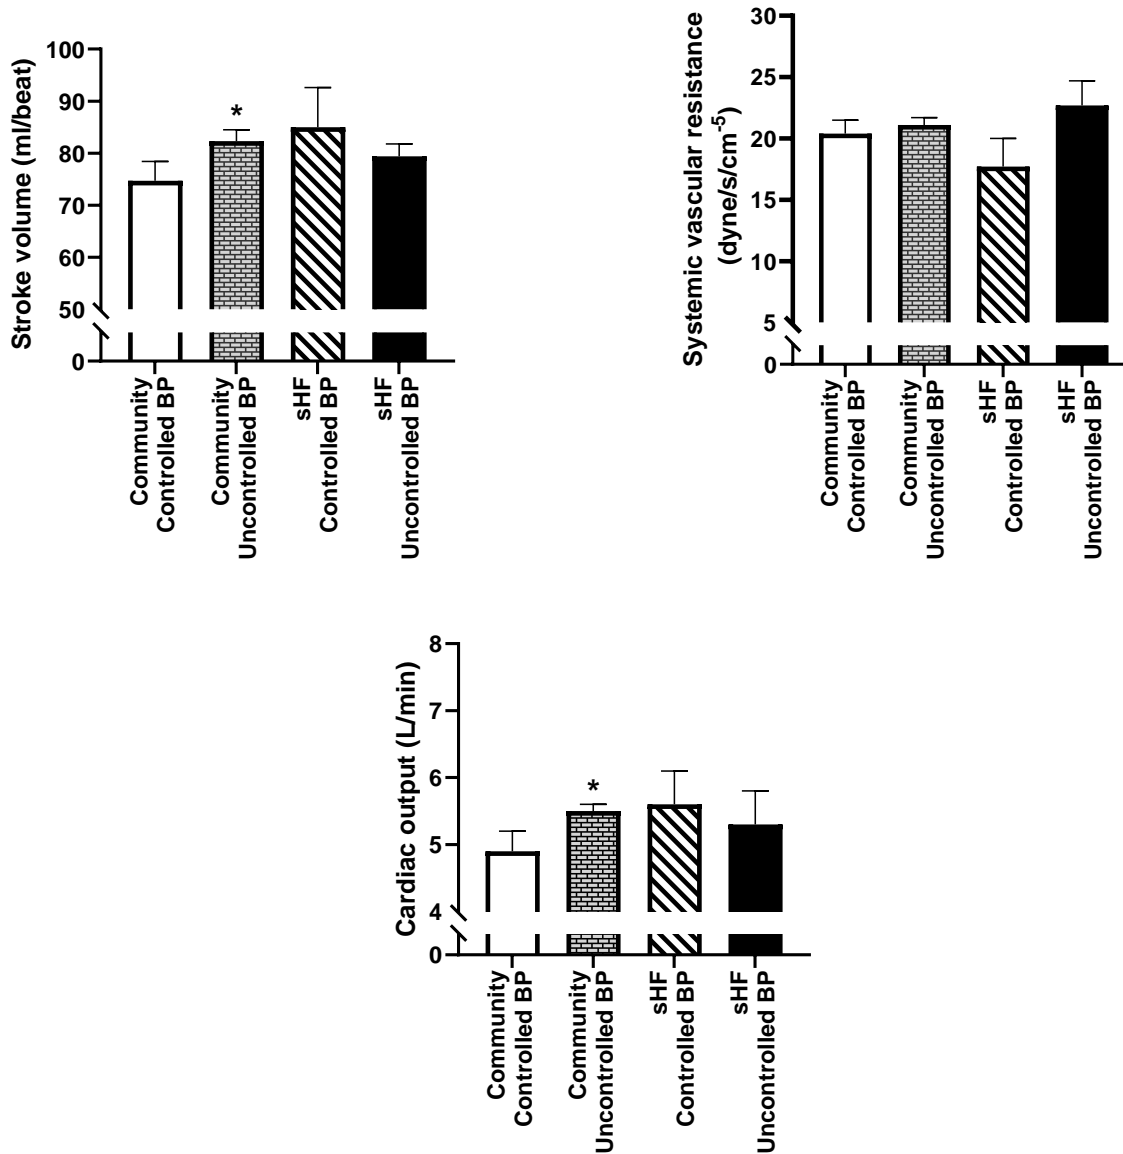 Stroke volume (ml/beat)
100
90
80
70
60
50
0
*
Community
Controlled BP
Community
Uncontrolled BP
sHF
Controlled BP
sHF
Uncontrolled BP
Systemic vascular resistance
(dyne/s/cm⁻⁵)
30
25
20
15
10
5
0
Community
Controlled BP
Community
Uncontrolled BP
sHF
Controlled BP
sHF
Uncontrolled BP
Cardiac output (L/min)
8
7
6
5
4
0
*
Community
Controlled BP
Community
Uncontrolled BP
sHF
Controlled BP
sHF
Uncontrolled BP